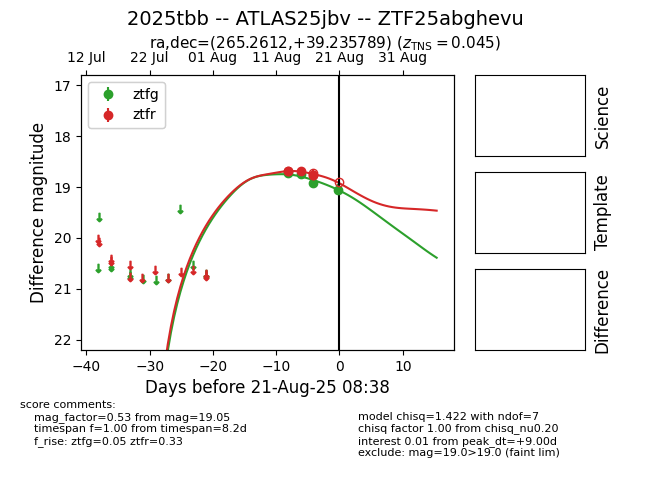 2025tbb -- ATLAS25jbv -- ZTF25abghevu
ra,dec=(265.2612,+39.235789) (z_TNS = 0.045)
12 Jul 22 Jul 01 Aug 11 Aug 21 Aug 31 Aug
ztfg
ztfr
17
18
19
20
21
22
Difference magnitude
−40 −30 −20 −10 0 10
Days before 21-Aug-25 08:38
Science
Template
Difference
score comments:
mag_factor=0.53 from mag=19.05
timespan f=1.00 from timespan=8.2d
f_rise: ztfg=0.05 ztfr=0.33
model chisq=1.422 with ndof=7
chisq factor 1.00 from chisq_nu0.20
interest 0.01 from peak_dt=+9.00d
exclude: mag=19.0>19.0 (faint lim)